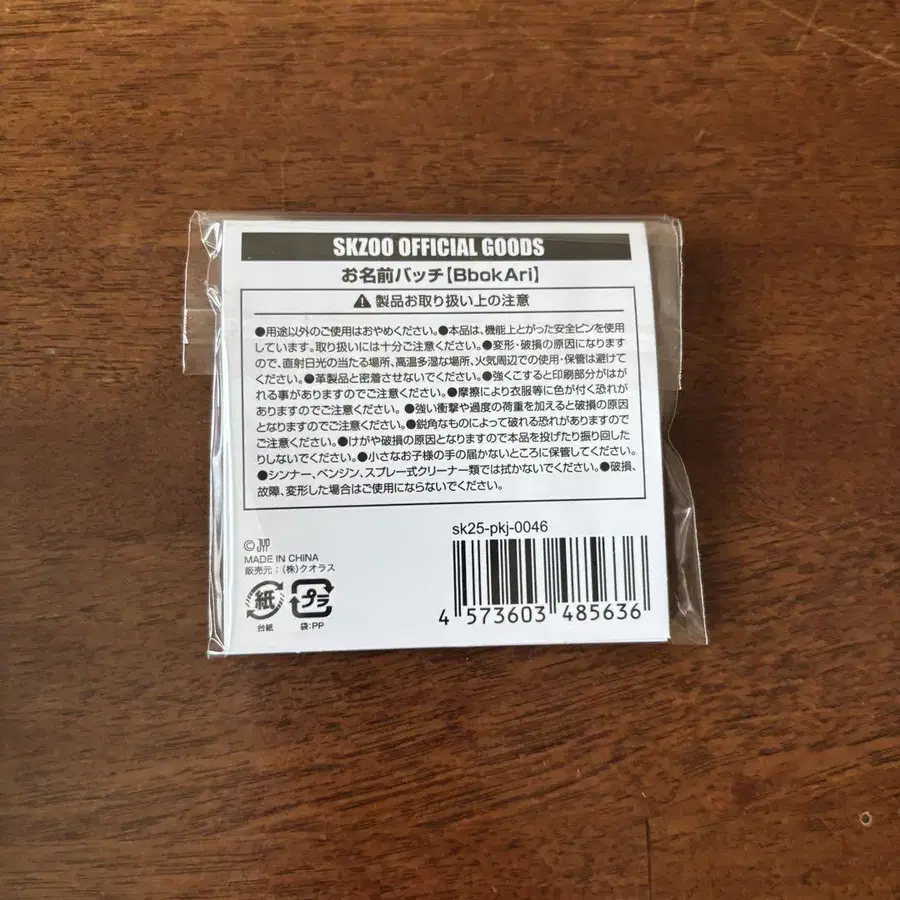 SKZOO OFFICIAL GOODS
お名前バッチ【BbokAri】
⚠製品お取り扱い上の注意
●用途以外のご使用はおやめください。●本品は、機能上とがった安全ピンを使用
しています。取り扱いには十分ご注意ください。●変形・破損の原因になります
ので、直射日光の当たる場所、高温多湿な場所、火気周辺での使用・保管は避けて
ください。●革製品と密着させないでください。●強くこすると印刷部分がはが
れる事がありますのでご注意ください。●摩擦により衣服等に色が付く恐れが
ありますのでご注意ください。●強い衝撃や過度の荷重を加えると破損の原因
となりますのでご注意ください。●鋭角なものによって破れる恐れがありますので
ご注意ください。●けがや破損の原因となりますので本品を投げたり振り回した
りしないでください。●小さなお子様の手の届かないところに保管してください。
●シンナー、ベンジン、スプレー式クリーナー類では拭かないでください。●破損、
故障、変形した場合はご使用にならないでください。
sk25-pkj-0046
© JYP
MADE IN CHINA
販売元：(株)クオラス
紙 プラ
台紙 袋:PP
4 573603 485636